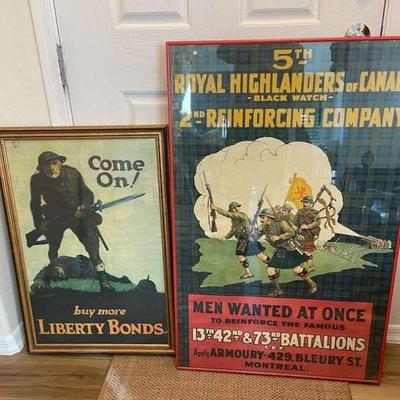 Come
On!
buy more
LIBERTY BONDS
5TH
ROYAL HIGHLANDERS OF CANAD
- BLACK WATCH -
2ND REINFORCING COMPANY
MEN WANTED AT ONCE
TO REINFORCE THE FAMOUS
13TH 42ND & 73RD BATTALIONS
C.E.F.
Apply ARMOURY - 429, BLEURY ST.
MONTREAL.